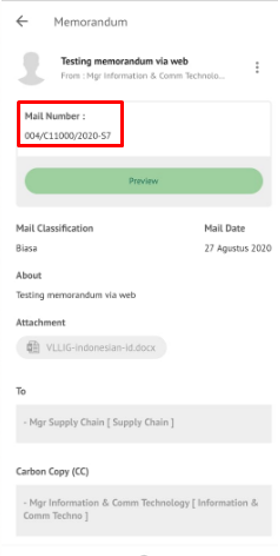 Memorandum
Testing memorandum via web
From : Mgr Information & Comm Technolo...
Mail Number :
004/C11000/2020-S7
Preview
Mail Classification
Mail Date
Biasa
27 Agustus 2020
About
Testing memorandum via web
Attachment
VLLIG-indonesian-id.docx
To
- Mgr Supply Chain [ Supply Chain ]
Carbon Copy (CC)
- Mgr Information & Comm Technology [ Information &
Comm Techno ]